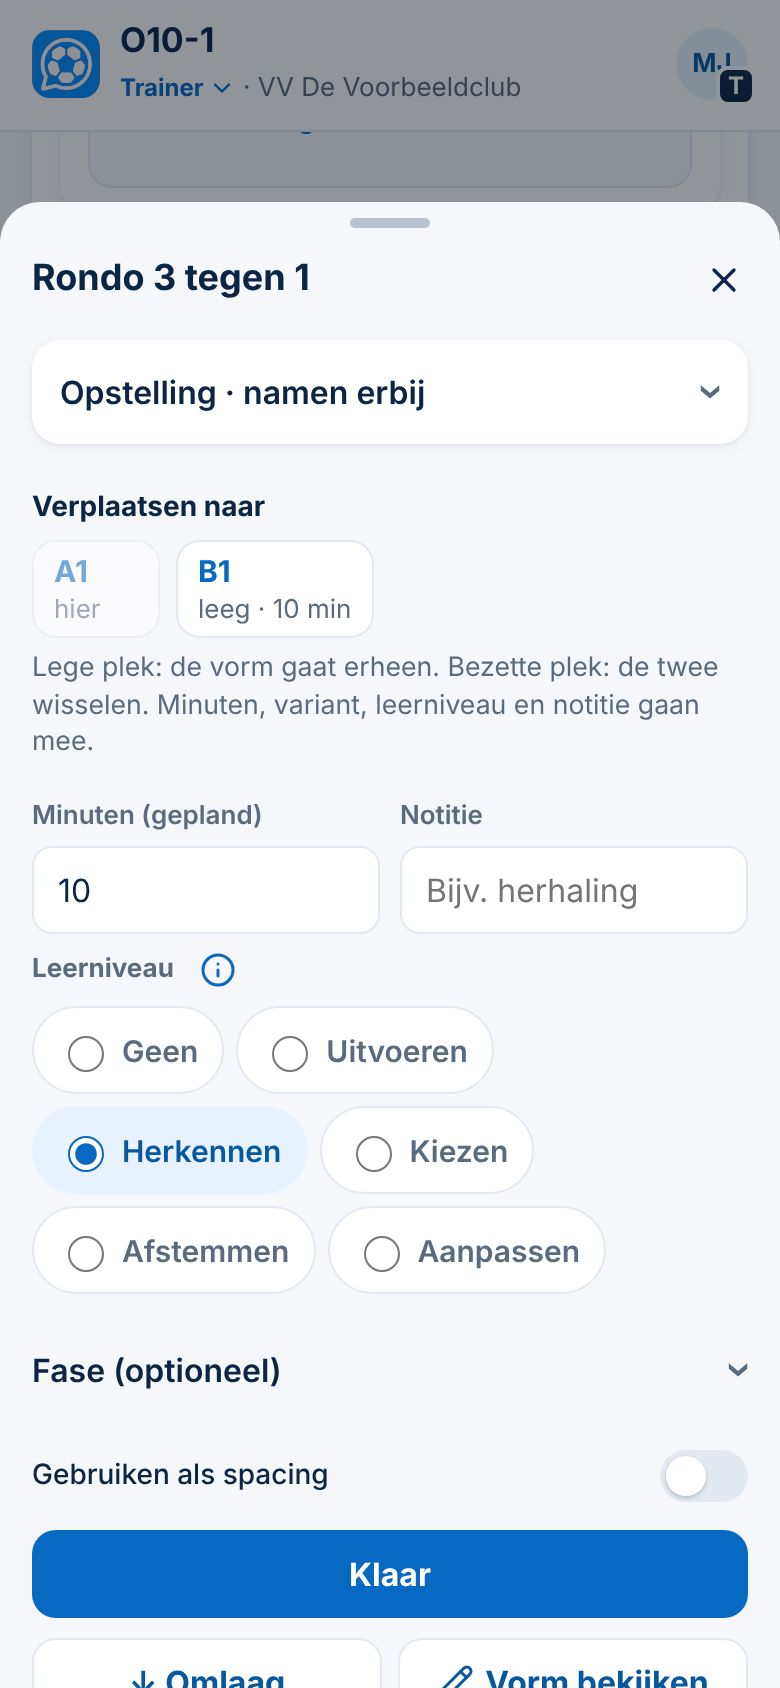 O10-1
Trainer · VV De Voorbeeldclub
T
Rondo 3 tegen 1
Opstelling · namen erbij
Verplaatsen naar
A1
hier
B1
leeg · 10 min
Lege plek: de vorm gaat erheen. Bezette plek: de twee
wisselen. Minuten, variant, leerniveau en notitie gaan
mee.
Minuten (gepland)
Notitie
10
Bijv. herhaling
Leerniveau
Geen
Uitvoeren
Herkennen
Kiezen
Afstemmen
Aanpassen
Fase (optioneel)
Gebruiken als spacing
Klaar
Omlaag
Vorm bekijken